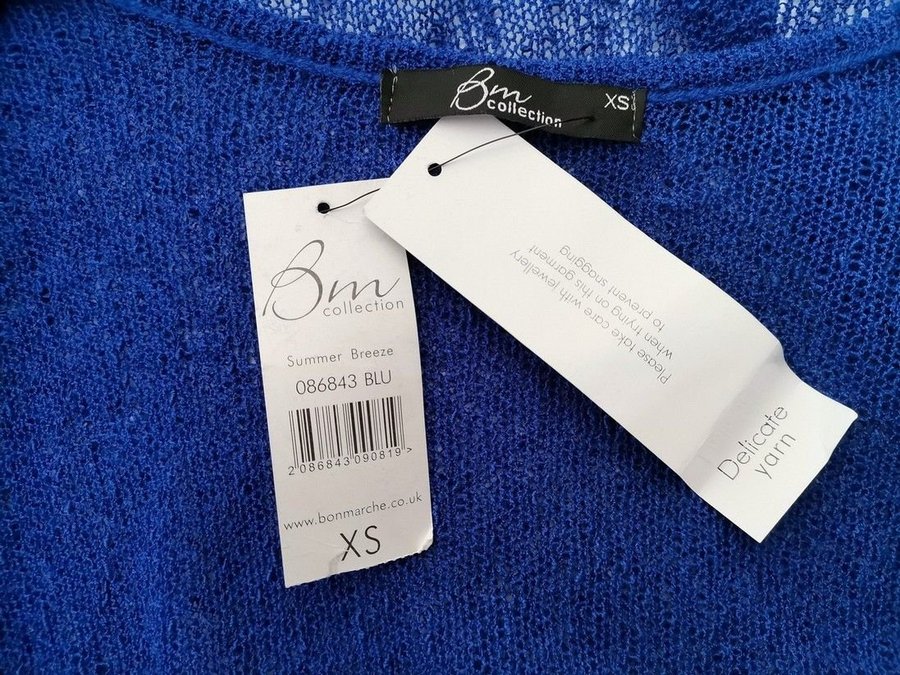 Bm
collection
XS
Bm
collection
Summer Breeze
086843 BLU
2 086843 090819 >
www.bonmarche.co.uk
XS
Please take care with jewellery
when trying on this garment
to prevent snagging
Delicate
yarn